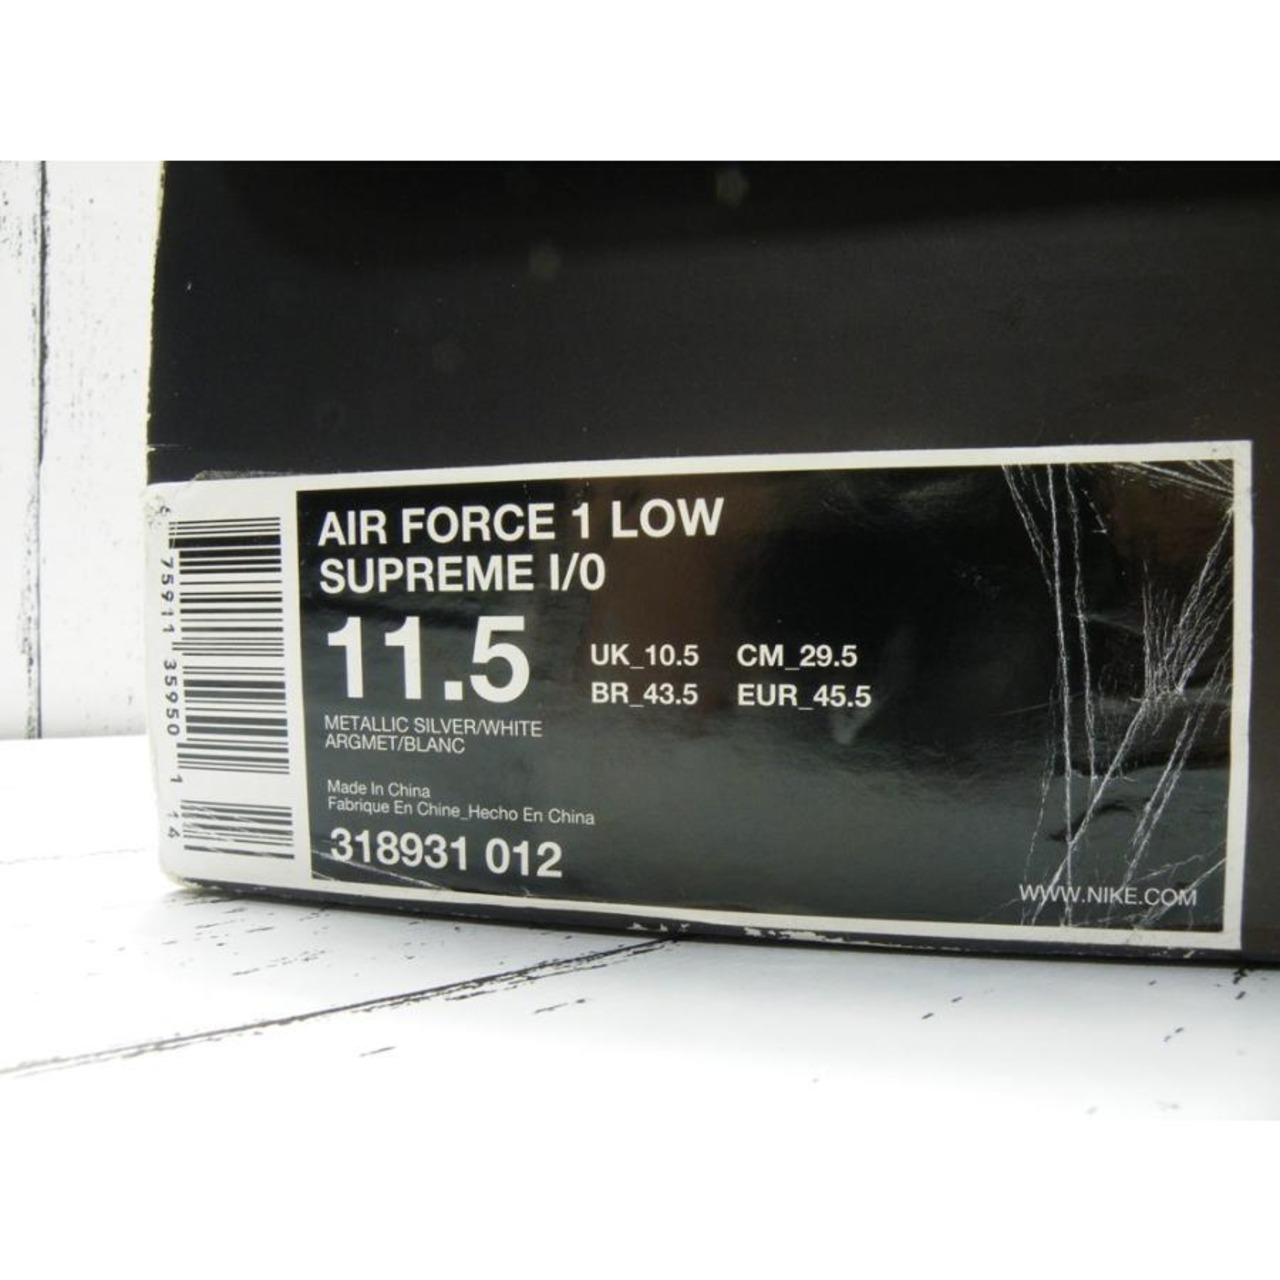 AIR FORCE 1 LOW
SUPREME I/0
11.5
UK_10.5 CM_29.5
BR_43.5 EUR_45.5
METALLIC SILVER/WHITE
ARGMET/BLANC
Made In China
Fabrique En Chine_Hecho En China
318931 012
WWW.NIKE.COM
75911 35950 1 14